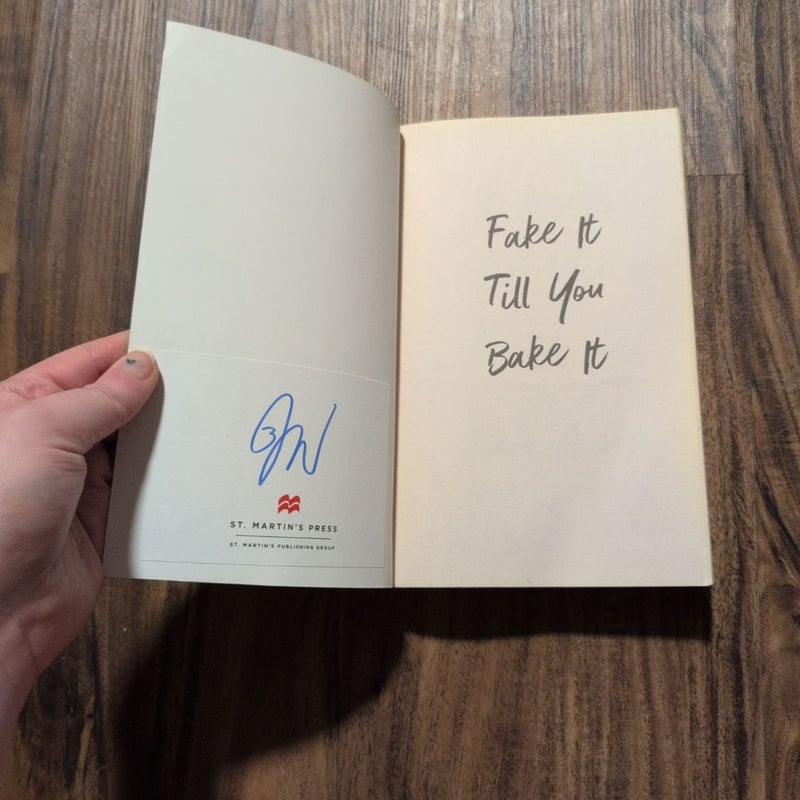 ST. MARTIN'S PRESS
ST. MARTIN'S PUBLISHING GROUP
Fake It
Till You
Bake It